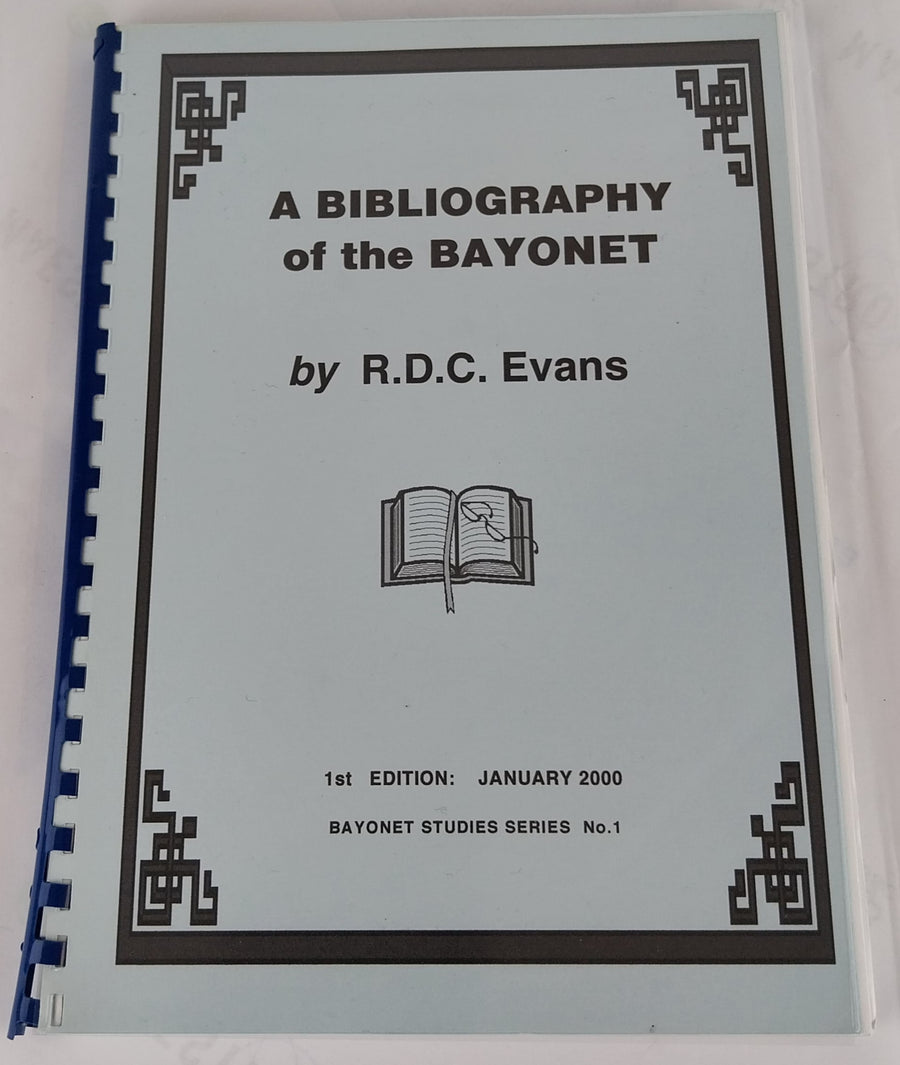 A BIBLIOGRAPHY
of the BAYONET
by R.D.C. Evans
1st EDITION: JANUARY 2000
BAYONET STUDIES SERIES No.1